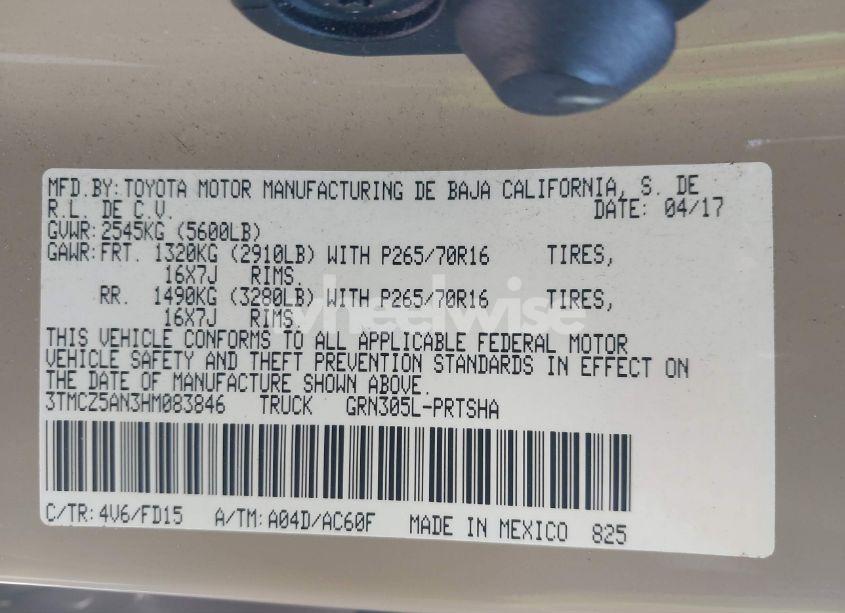 MFD.BY:TOYOTA MOTOR MANUFACTURING DE BAJA CALIFORNIA, S. DE
R.L. DE C.V. DATE: 04/17
GVWR:2545KG (5600LB)
GAWR:FRT. 1320KG (2910LB) WITH P265/70R16 TIRES,
16X7J RIMS.
RR. 1490KG (3280LB) WITH P265/70R16 TIRES,
16X7J RIMS.
wheelwise
THIS VEHICLE CONFORMS TO ALL APPLICABLE FEDERAL MOTOR
VEHICLE SAFETY AND THEFT PREVENTION STANDARDS IN EFFECT ON
THE DATE OF MANUFACTURE SHOWN ABOVE.
3TMCZ5AN3HM083846 TRUCK GRN305L-PRTSHA
C/TR:4V6/FD15 A/TM:A04D/AC60F MADE IN MEXICO 825